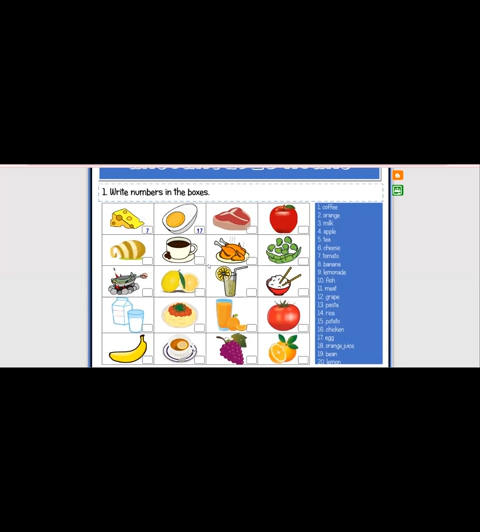 1. Write numbers in the boxes.
7
17
1. coffee
2. orange
3. milk
4. apple
5. tea
6. cheese
7. tomato
8. banana
9. lemonade
10. fish
11. meat
12. grape
13. pasta
14. rice
15. potato
16. chicken
17. egg
18. orange juice
19. bean
20. lemon